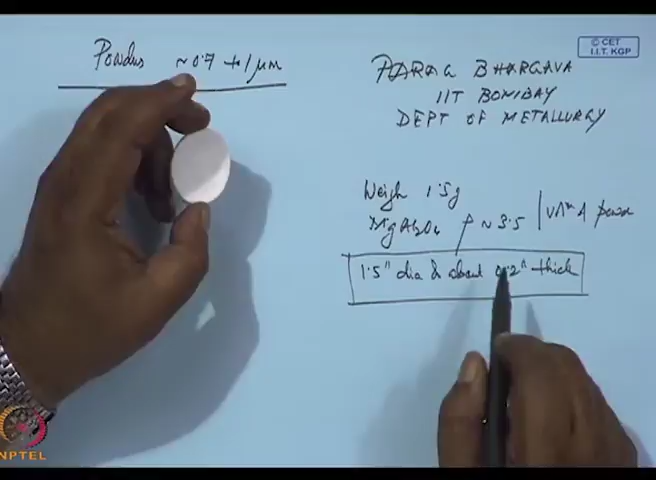 Powders ~0.7 to 1 μm
© CET
I.I.T. KGP
PARAG BHARGAVA
IIT BOMBAY
DEPT OF METALLURGY
Weigh 1.5g
MgAl2O4 ρ ~ 3.5
1.5" dia & about 0.2" thick
NPTEL